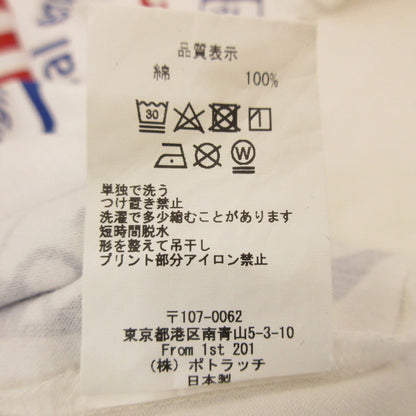 品質表示
綿 100%
30
W
単独で洗う
つけ置き禁止
洗濯で多少縮むことがあります
短時間脱水
形を整えて吊干し
プリント部分アイロン禁止
〒107-0062
東京都港区南青山5-3-10
From 1st 201
(株) ポトラッチ
日本製